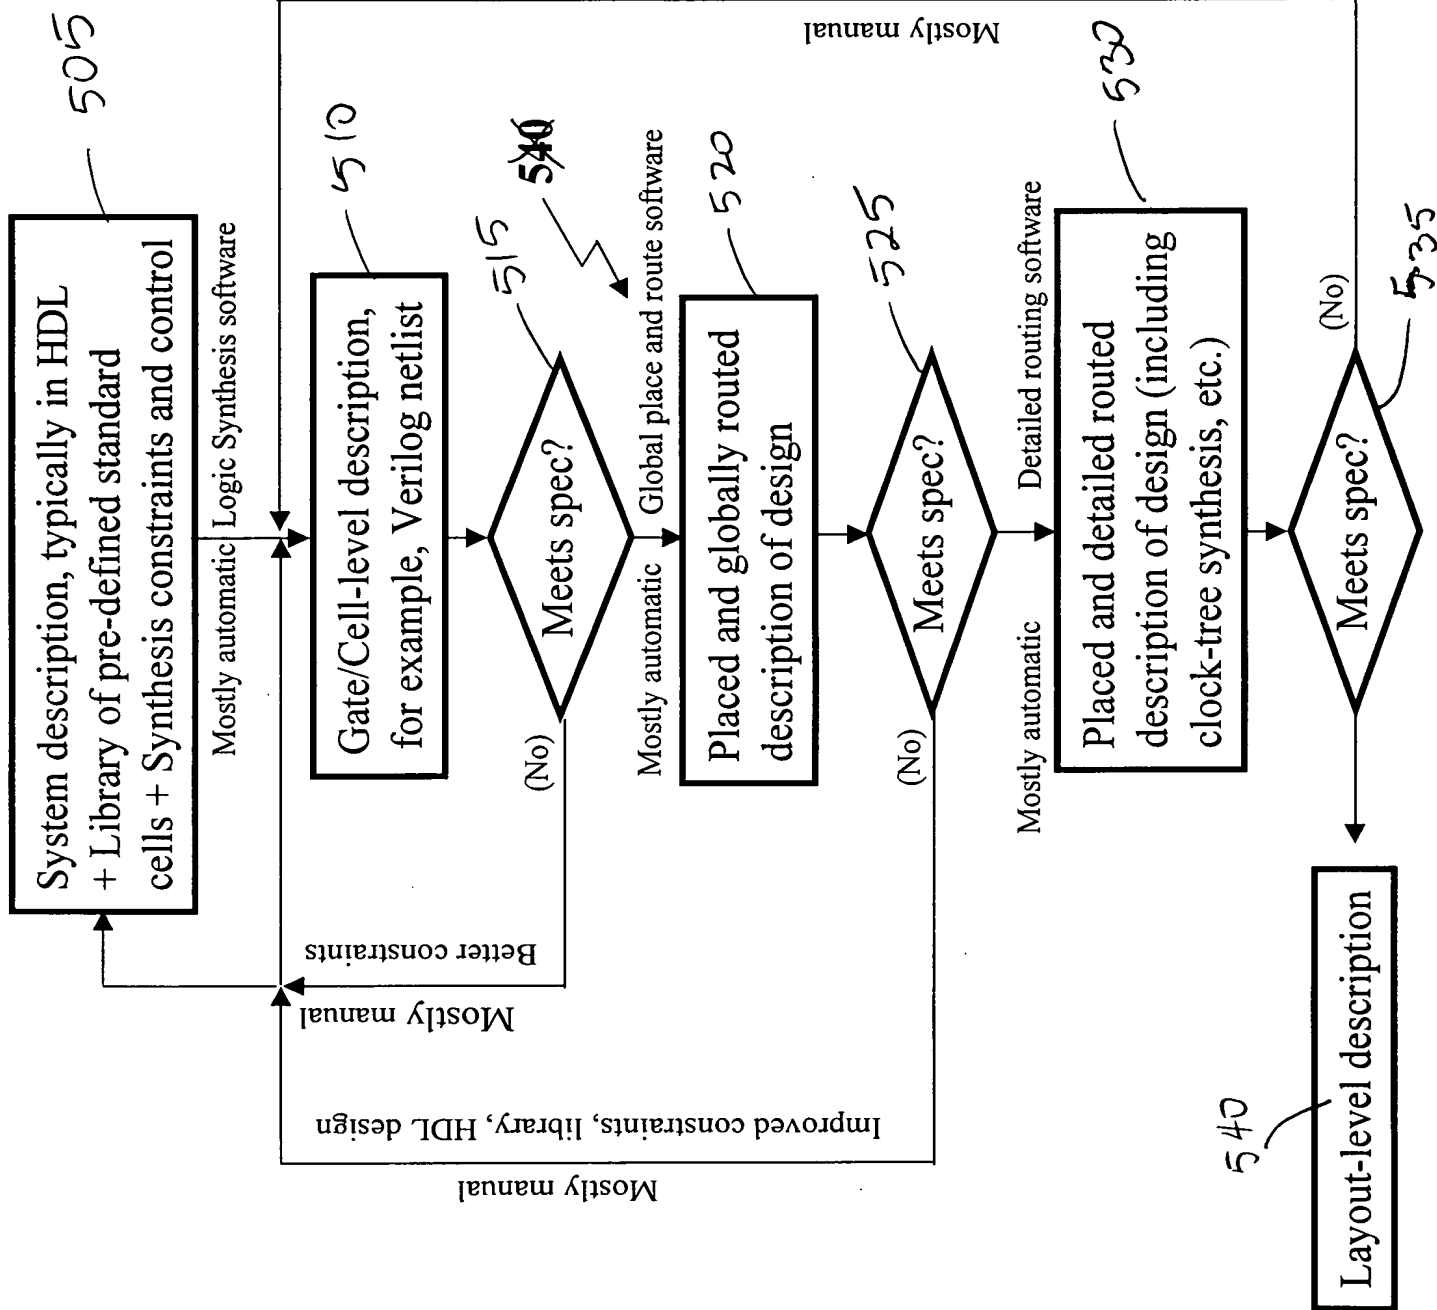 505
System description, typically in HDL
+ Library of pre-defined standard
cells + Synthesis constraints and control
Mostly automatic
Logic Synthesis software
510
Gate/Cell-level description,
for example, Verilog netlist
540
515
Meets spec?
(No)
Better constraints
Mostly manual
Mostly automatic
Global place and route software
520
Placed and globally routed
description of design
525
Meets spec?
(No)
Improved constraints, library, HDL design
Mostly manual
Mostly automatic
Detailed routing software
530
Placed and detailed routed
description of design (including
clock-tree synthesis, etc.)
535
Meets spec?
(No)
Mostly manual
540
Layout-level description